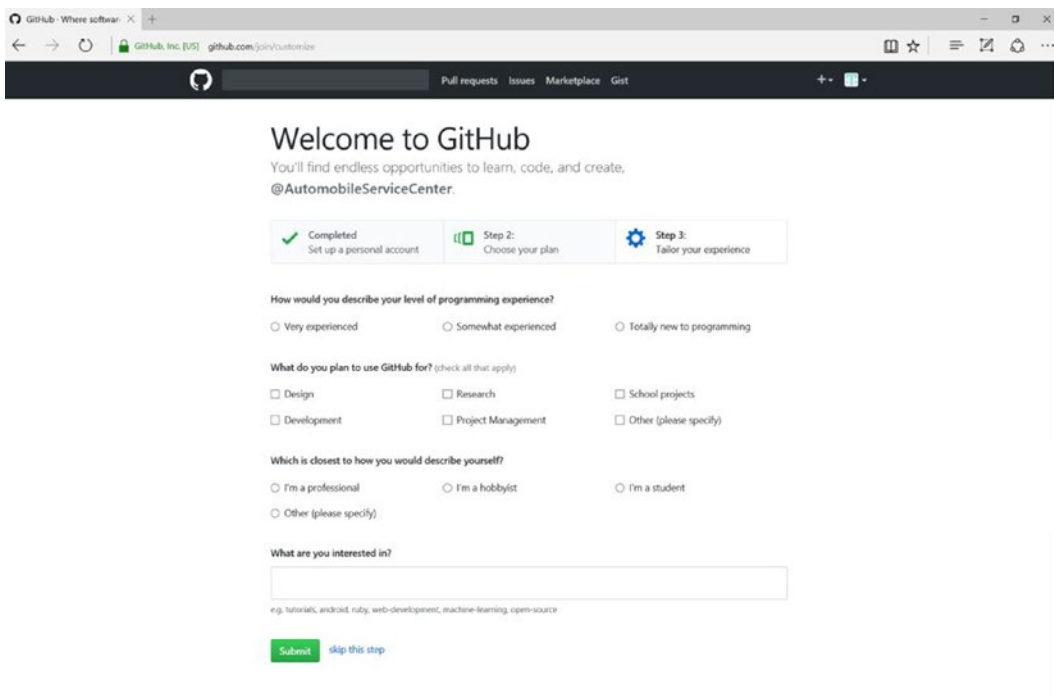 GitHub - Where softwar
GitHub, Inc. [US] github.com/join/customize
Pull requests Issues Marketplace Gist
Welcome to GitHub
You'll find endless opportunities to learn, code, and create,
@AutomobileServiceCenter.
Completed
Set up a personal account
Step 2:
Choose your plan
Step 3:
Tailor your experience
How would you describe your level of programming experience?
Very experienced Somewhat experienced Totally new to programming
What do you plan to use GitHub for? (check all that apply)
Design Research School projects
Development Project Management Other (please specify)
Which is closest to how you would describe yourself?
I'm a professional I'm a hobbyist I'm a student
Other (please specify)
What are you interested in?
e.g. tutorials, android, ruby, web-development, machine-learning, open-source
Submit skip this step